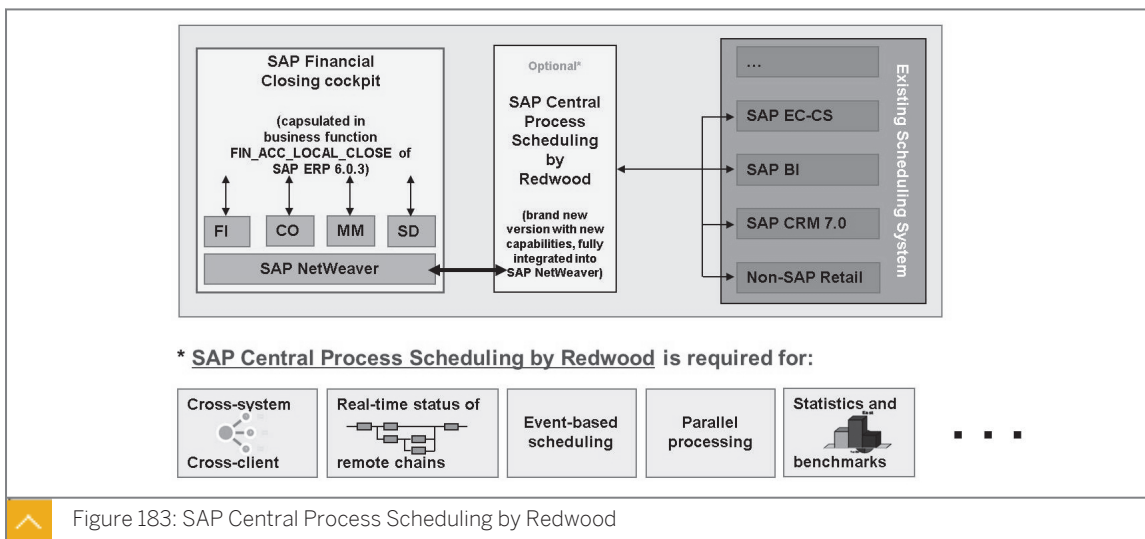 SAP Financial
Closing cockpit
(capsulated in
business function
FIN_ACC_LOCAL_CLOSE of
SAP ERP 6.0.3)
FI
CO
MM
SD
SAP NetWeaver
Optional*
SAP Central
Process
Scheduling
by
Redwood
(brand new
version with new
capabilities, fully
integrated into
SAP NetWeaver)
...
SAP EC-CS
SAP BI
SAP CRM 7.0
Non-SAP Retail
Existing Scheduling System
* SAP Central Process Scheduling by Redwood is required for:
Cross-system
Cross-client
Real-time status of
remote chains
Event-based
scheduling
Parallel
processing
Statistics and
benchmarks
. . .
Figure 183: SAP Central Process Scheduling by Redwood